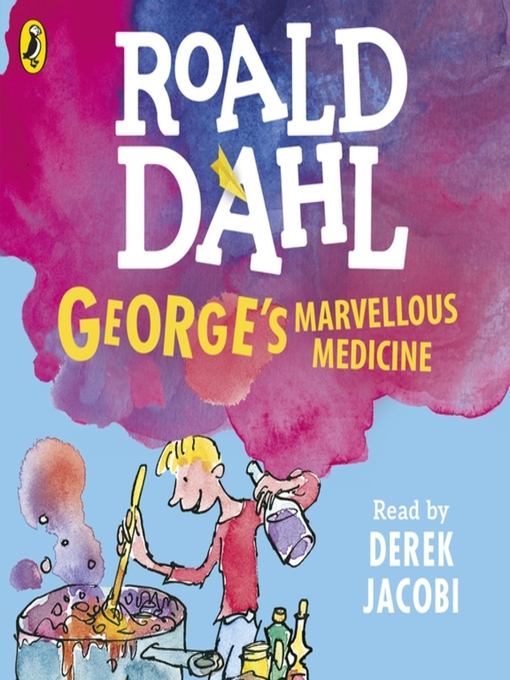 ROALD
DAHL
GEORGE'S MARVELLOUS
MEDICINE
Read by
DEREK
JACOBI